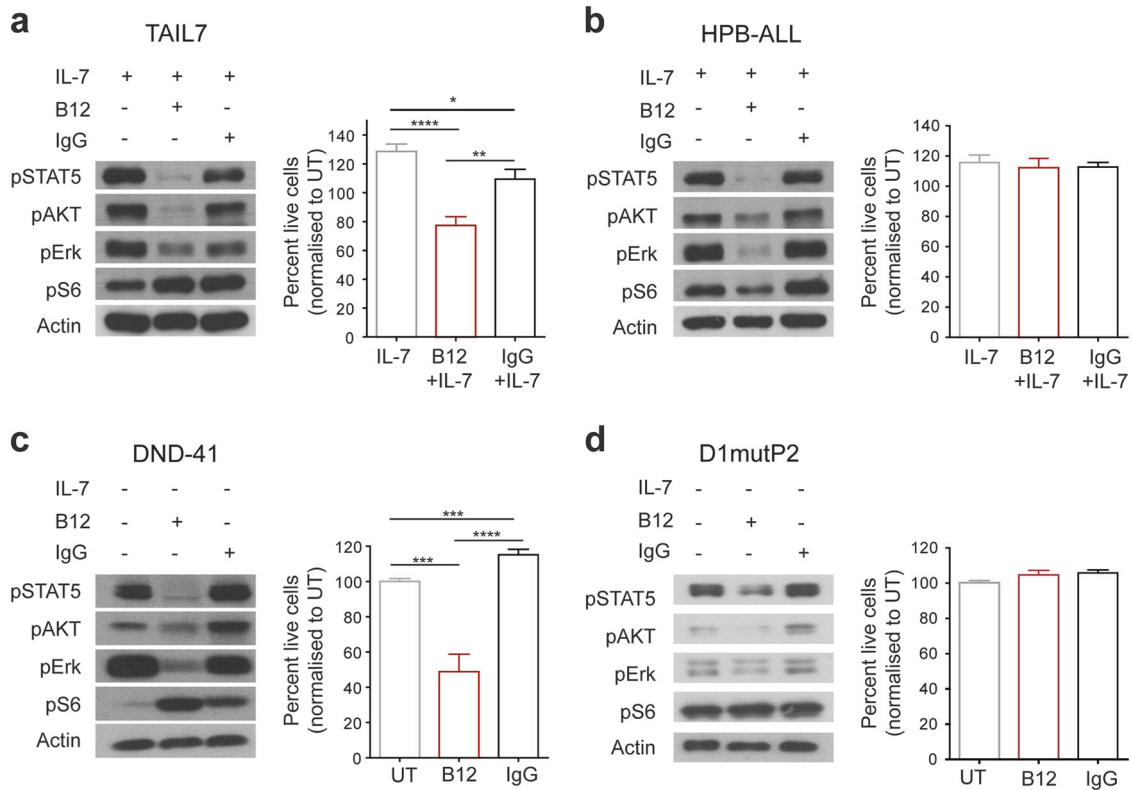 a
TAIL7
IL-7 + + +
B12 - + -
IgG - - +
pSTAT5
pAKT
pErk
pS6
Actin
Percent live cells
(normalised to UT)
140
120
100
80
60
40
20
0
*
****
**
IL-7 B12 IgG
+IL-7 +IL-7
b
HPB-ALL
IL-7 + + +
B12 - + -
IgG - - +
pSTAT5
pAKT
pErk
pS6
Actin
Percent live cells
(normalised to UT)
140
120
100
80
60
40
20
0
IL-7 B12 IgG
+IL-7 +IL-7
c
DND-41
IL-7 - - -
B12 - + -
IgG - - +
pSTAT5
pAKT
pErk
pS6
Actin
Percent live cells
(normalised to UT)
120
100
80
60
40
20
0
***
****
***
UT B12 IgG
d
D1mutP2
IL-7 - - -
B12 - + -
IgG - - +
pSTAT5
pAKT
pErk
pS6
Actin
Percent live cells
(normalised to UT)
120
100
80
60
40
20
0
UT B12 IgG